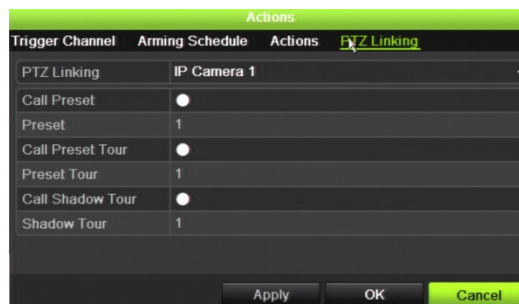 Actions
Trigger Channel Arming Schedule Actions PTZ Linking
PTZ Linking IP Camera 1
Call Preset
Preset 1
Call Preset Tour
Preset Tour 1
Call Shadow Tour
Shadow Tour 1
Apply OK Cancel